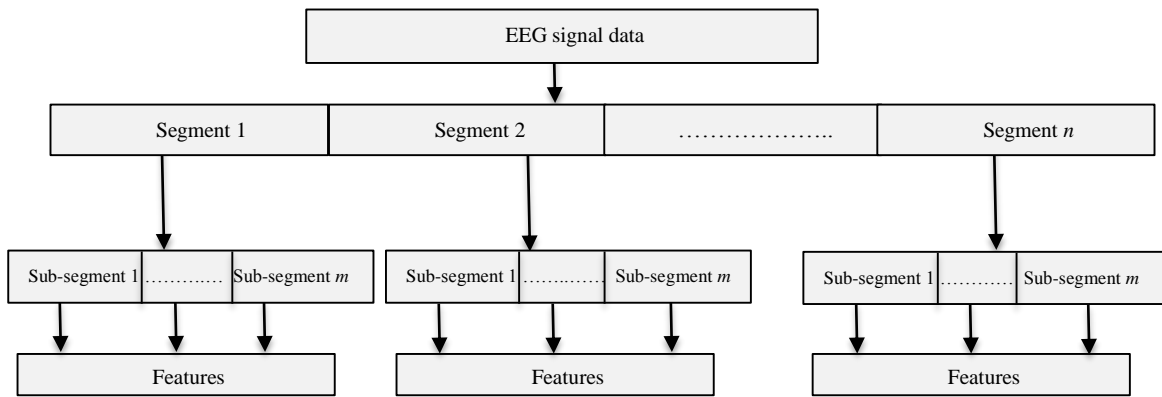 EEG signal data
Segment 1 Segment 2 ……………….. Segment n
Sub-segment 1 ………… Sub-segment m Sub-segment 1 ………… Sub-segment m Sub-segment 1 ………… Sub-segment m
Features Features Features